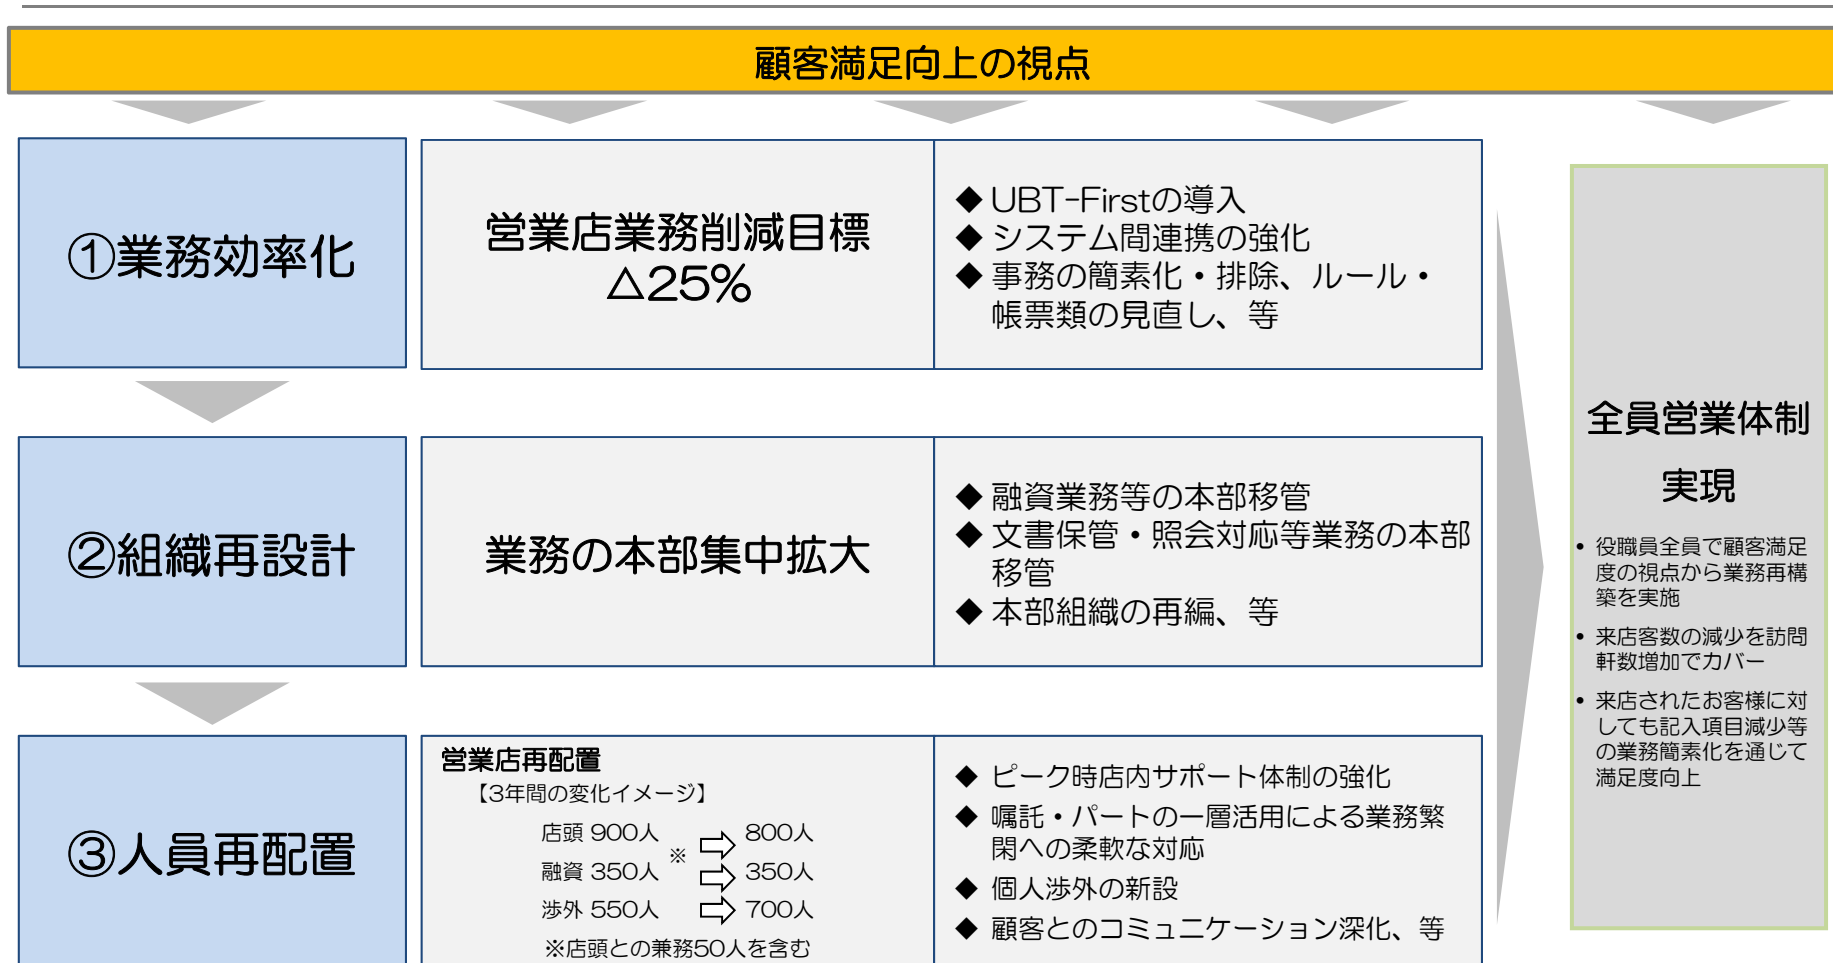 顧客満足向上の視点
①業務効率化
営業店業務削減目標
△25%
◆ UBT-Firstの導入
◆ システム間連携の強化
◆ 事務の簡素化・排除、ルール・
帳票類の見直し、等
②組織再設計
業務の本部集中拡大
◆ 融資業務等の本部移管
◆ 文書保管・照会対応等業務の本部
移管
◆ 本部組織の再編、等
③人員再配置
営業店再配置
【3年間の変化イメージ】
店頭 900人 ⇨ 800人
融資 350人 ※ ⇨ 350人
渉外 550人 ⇨ 700人
※店頭との兼務50人を含む
◆ ピーク時店内サポート体制の強化
◆ 嘱託・パートの一層活用による業務繁
閑への柔軟な対応
◆ 個人渉外の新設
◆ 顧客とのコミュニケーション深化、等
全員営業体制
実現
• 役職員全員で顧客満足
度の視点から業務再構
築を実施
• 来店客数の減少を訪問
軒数増加でカバー
• 来店されたお客様に対
しても記入項目減少等
の業務簡素化を通じて
満足度向上